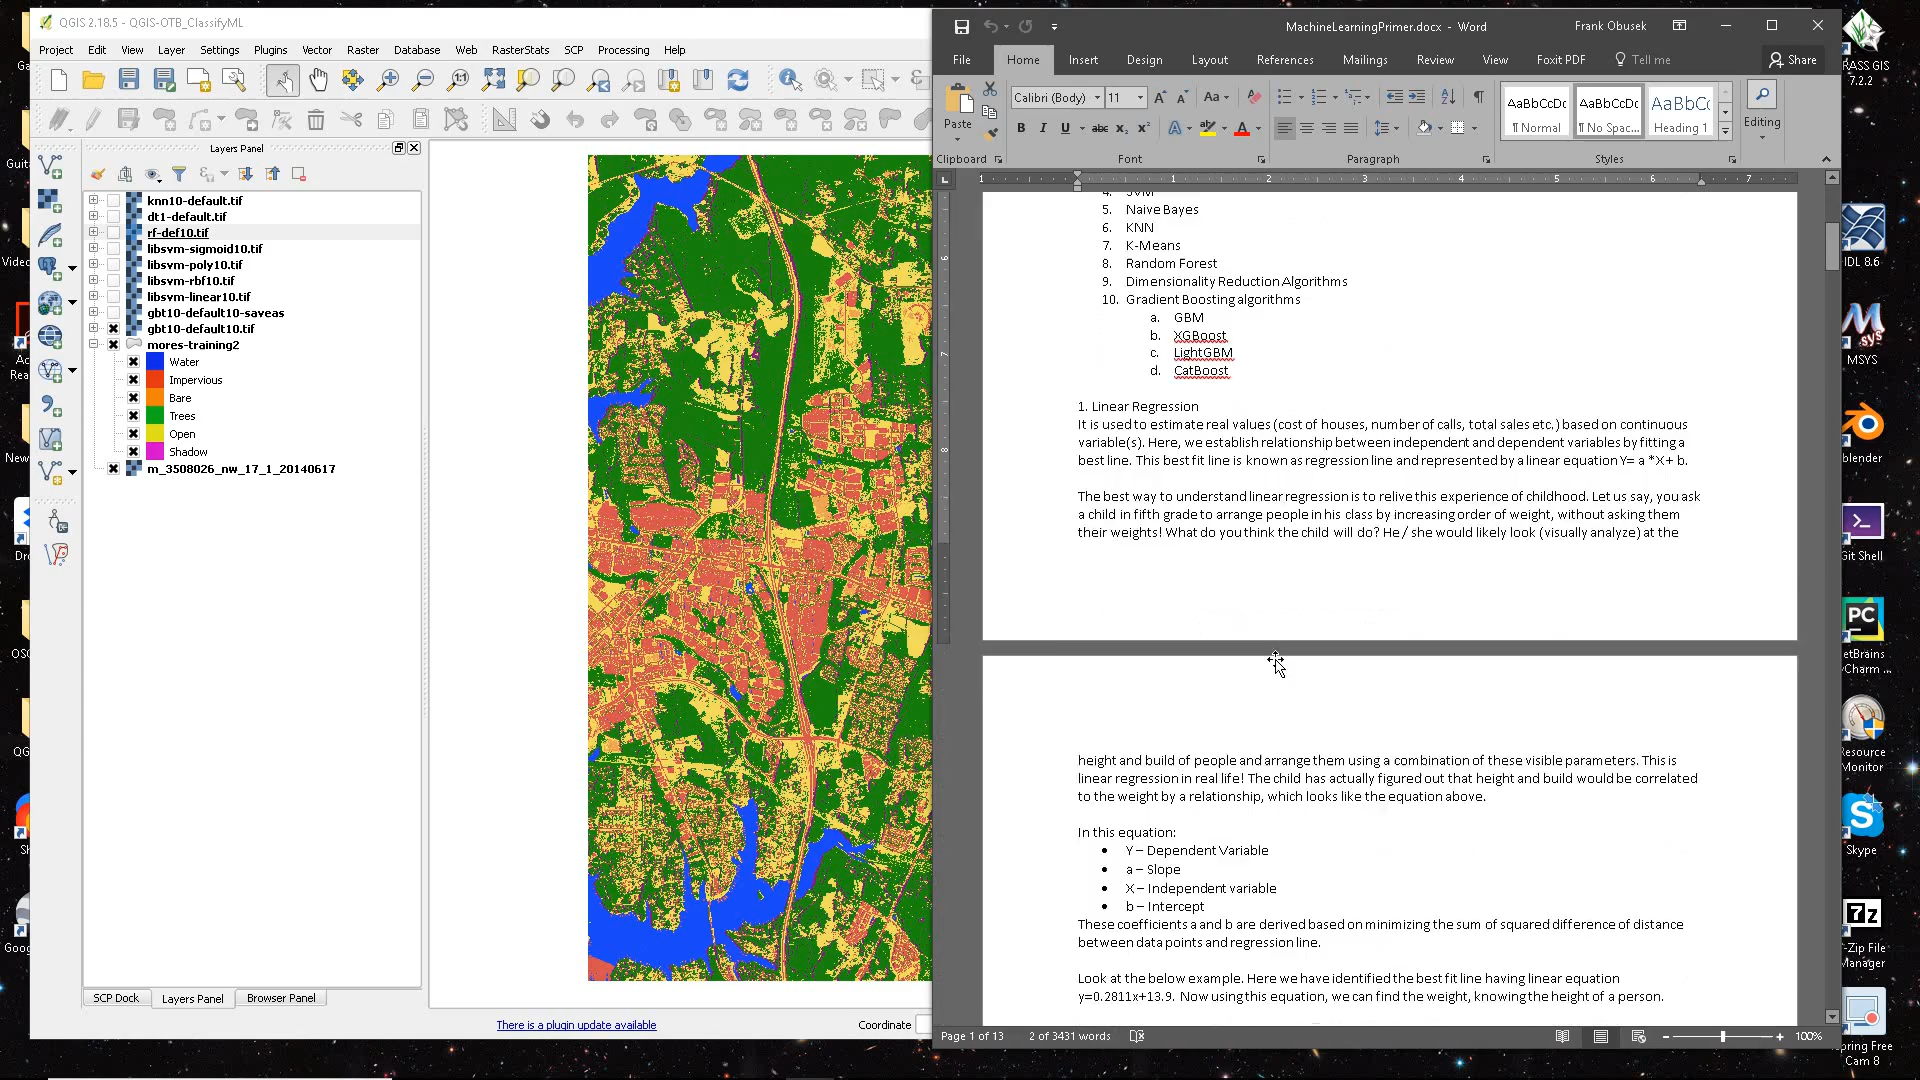 QGIS 2.18.5 - QGIS-OTB_ClassifyML
Project Edit View Layer Settings Plugins Vector Raster Database Web RasterStats SCP Processing Help
Layers Panel
knn10-default.tif
dt1-default.tif
rf-def10.tif
libsvm-sigmoid10.tif
libsvm-poly10.tif
libsvm-rbf10.tif
libsvm-linear10.tif
gbt10-default10-saveas
gbt10-default10.tif
mores-training2
Water
Impervious
Bare
Trees
Open
Shadow
m_3508026_nw_17_1_20140617
SCP Dock Layers Panel Browser Panel
There is a plugin update available
Coordinate
MachineLearningPrimer.docx - Word
Frank Obusek
File Home Insert Design Layout References Mailings Review View Foxit PDF Tell me Share
Calibri (Body) 11
Paste
Clipboard Font Paragraph Styles
AaBbCcDc AaBbCcDc AaBbCc
¶ Normal ¶ No Spac... Heading 1
Editing
1 1 2 3 4 5 6 7
4. SVM
5. Naive Bayes
6. KNN
7. K-Means
8. Random Forest
9. Dimensionality Reduction Algorithms
10. Gradient Boosting algorithms
a. GBM
b. XGBoost
c. LightGBM
d. CatBoost
1. Linear Regression
It is used to estimate real values (cost of houses, number of calls, total sales etc.) based on continuous
variable(s). Here, we establish relationship between independent and dependent variables by fitting a
best line. This best fit line is known as regression line and represented by a linear equation Y= a *X + b.
The best way to understand linear regression is to relive this experience of childhood. Let us say, you ask
a child in fifth grade to arrange people in his class by increasing order of weight, without asking them
their weights! What do you think the child will do? He / she would likely look (visually analyze) at the
height and build of people and arrange them using a combination of these visible parameters. This is
linear regression in real life! The child has actually figured out that height and build would be correlated
to the weight by a relationship, which looks like the equation above.
In this equation:
• Y – Dependent Variable
• a – Slope
• X – Independent variable
• b – Intercept
These coefficients a and b are derived based on minimizing the sum of squared difference of distance
between data points and regression line.
Look at the below example. Here we have identified the best fit line having linear equation
y=0.2811x+13.9. Now using this equation, we can find the weight, knowing the height of a person.
Page 1 of 13 2 of 3431 words 100%
7.2.2
IDL 8.6
MSYS
blender
Git Shell
Resource
Monitor
Skype
Cam 8